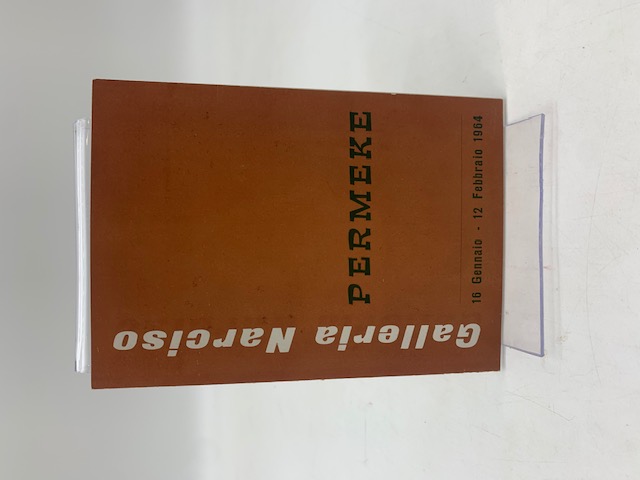 Galleria Narciso
PERMEKE
16 Gennaio - 12 Febbraio 1964